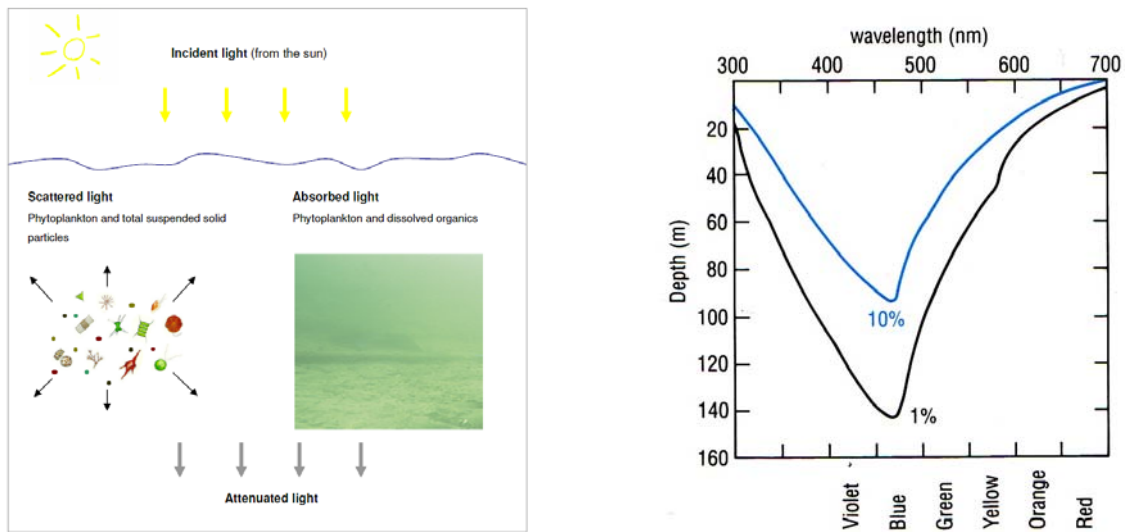 Incident light (from the sun)
Scattered light
Phytoplankton and total suspended solid
particles
Absorbed light
Phytoplankton and dissolved organics
Attenuated light
wavelength (nm)
300 400 500 600 700
Depth (m)
20
40
60
80
100
120
140
160
10%
1%
Violet
Blue
Green
Yellow
Orange
Red